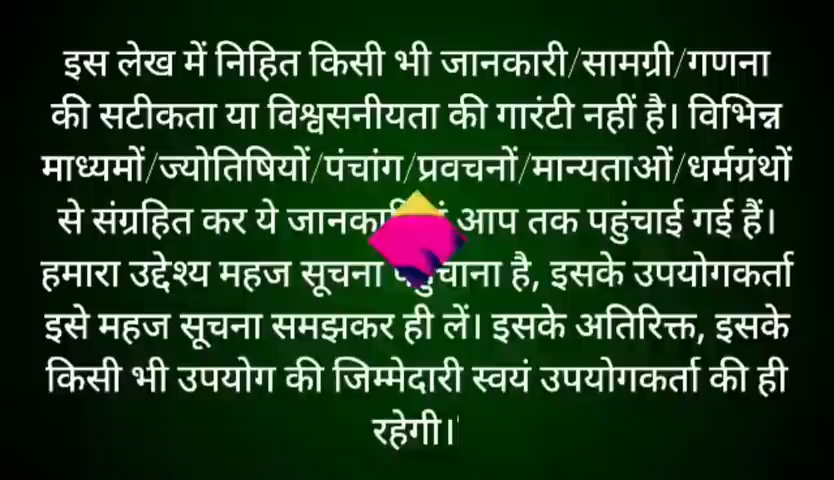 इस लेख में निहित किसी भी जानकारी/सामग्री/गणना
की सटीकता या विश्वसनीयता की गारंटी नहीं है। विभिन्न
माध्यमों/ज्योतिषियों/पंचांग/प्रवचनों/मान्यताओं/धर्मग्रंथों
से संग्रहित कर ये आप तक पहुंचाई गई हैं।
हमारा उद्देश्य महज सूचना है, इसके उपयोगकर्ता
इसे महज सूचना समझकर ही लें। इसके अतिरिक्त, इसके
किसी भी उपयोग की जिम्मेदारी स्वयं उपयोगकर्ता की ही
रहेगी।'